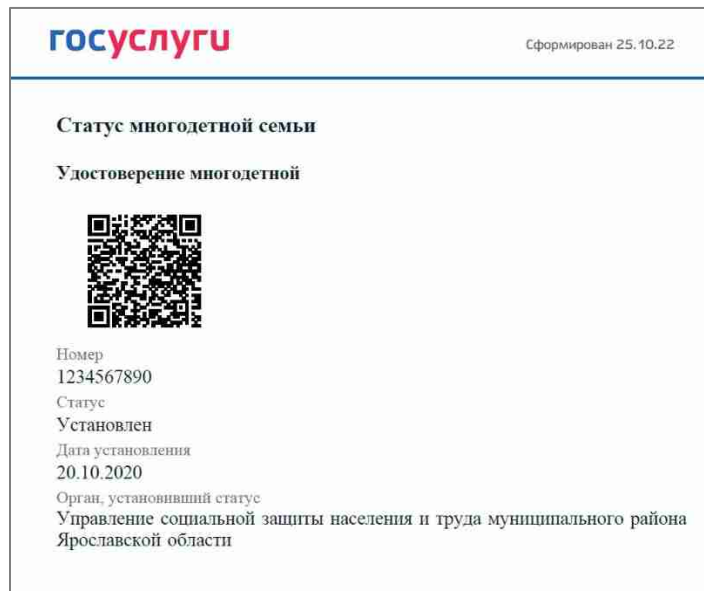 госуслуги
Сформирован 25.10.22
Статус многодетной семьи
Удостоверение многодетной
Номер
1234567890
Статус
Установлен
Дата установления
20.10.2020
Орган, установивший статус
Управление социальной защиты населения и труда муниципального района
Ярославской области